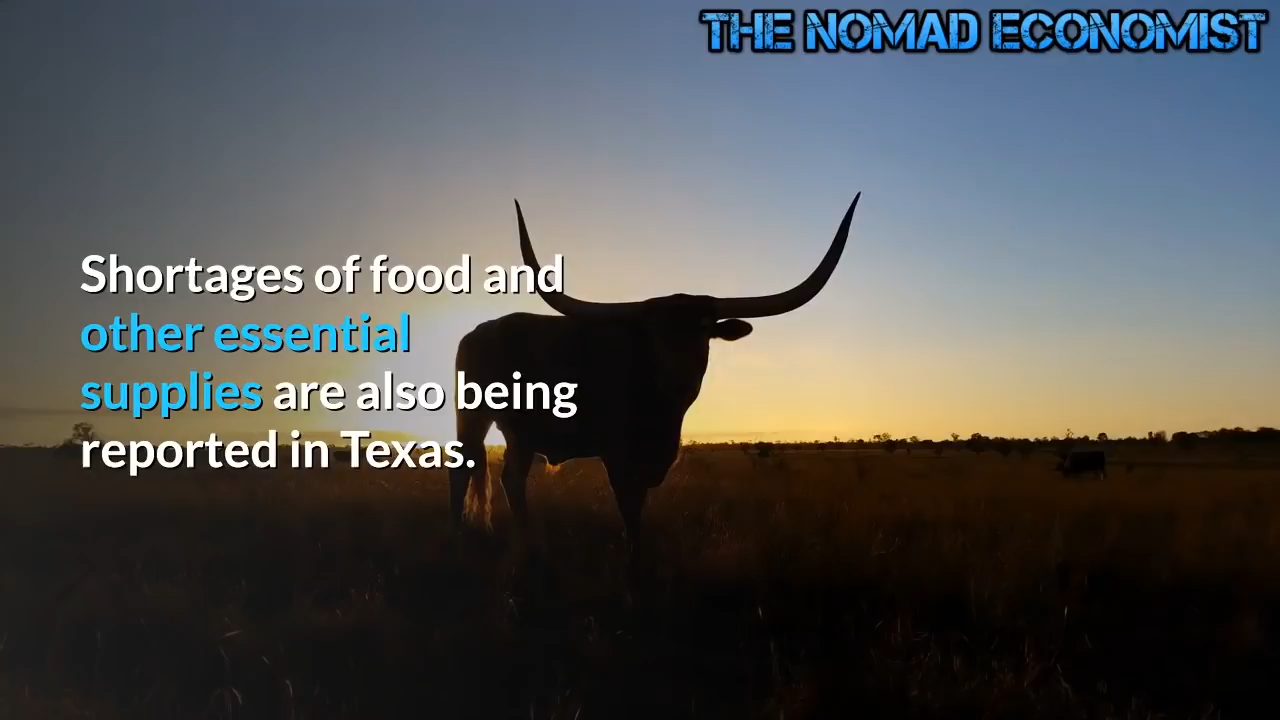 THE NOMAD ECONOMIST
Shortages of food and
other essential
supplies are also being
reported in Texas.